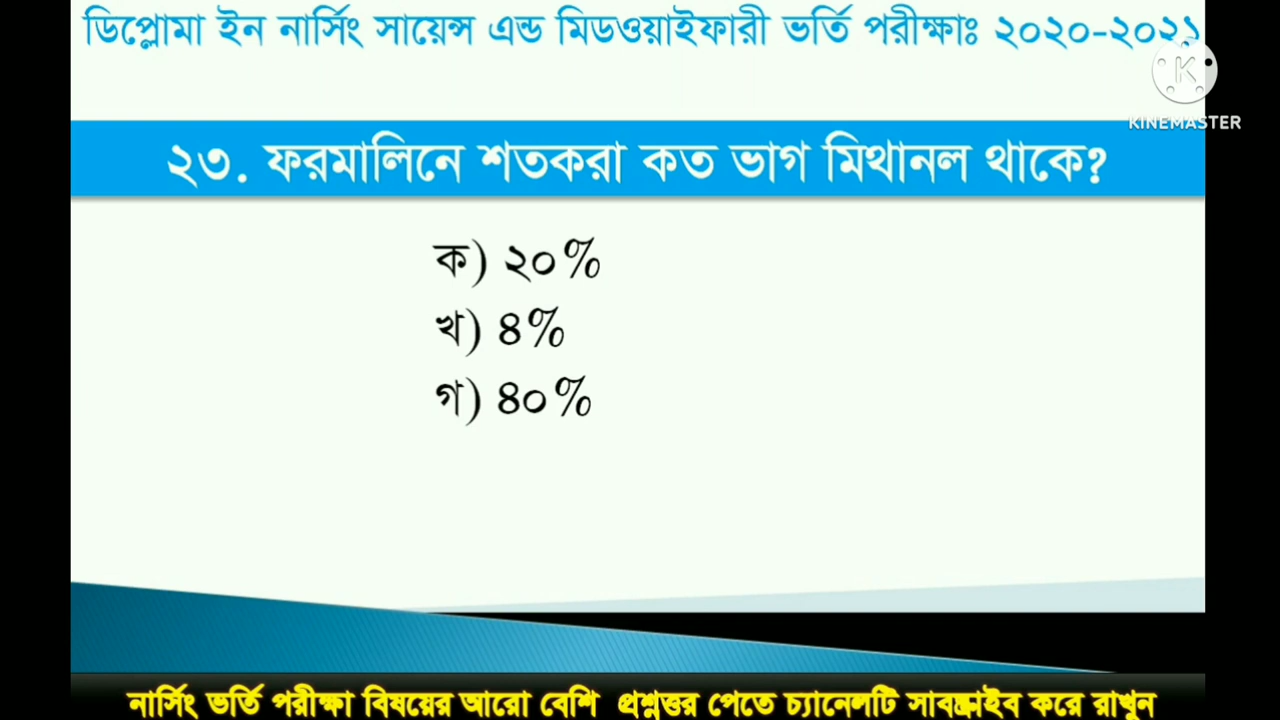 ডিপ্লোমা ইন নার্সিং সায়েন্স এন্ড মিডওয়াইফারী ভর্তি পরীক্ষাঃ ২০২০-২০২১
KINEMASTER
২৩. ফরমালিনে শতকরা কত ভাগ মিথানল থাকে?
ক) ২০%
খ) ৪%
গ) ৪০%
নার্সিং ভর্তি পরীক্ষা বিষয়ের আরো বেশি প্রশ্নত্তর পেতে চ্যানেলটি সাবস্ক্রাইব করে রাখুন